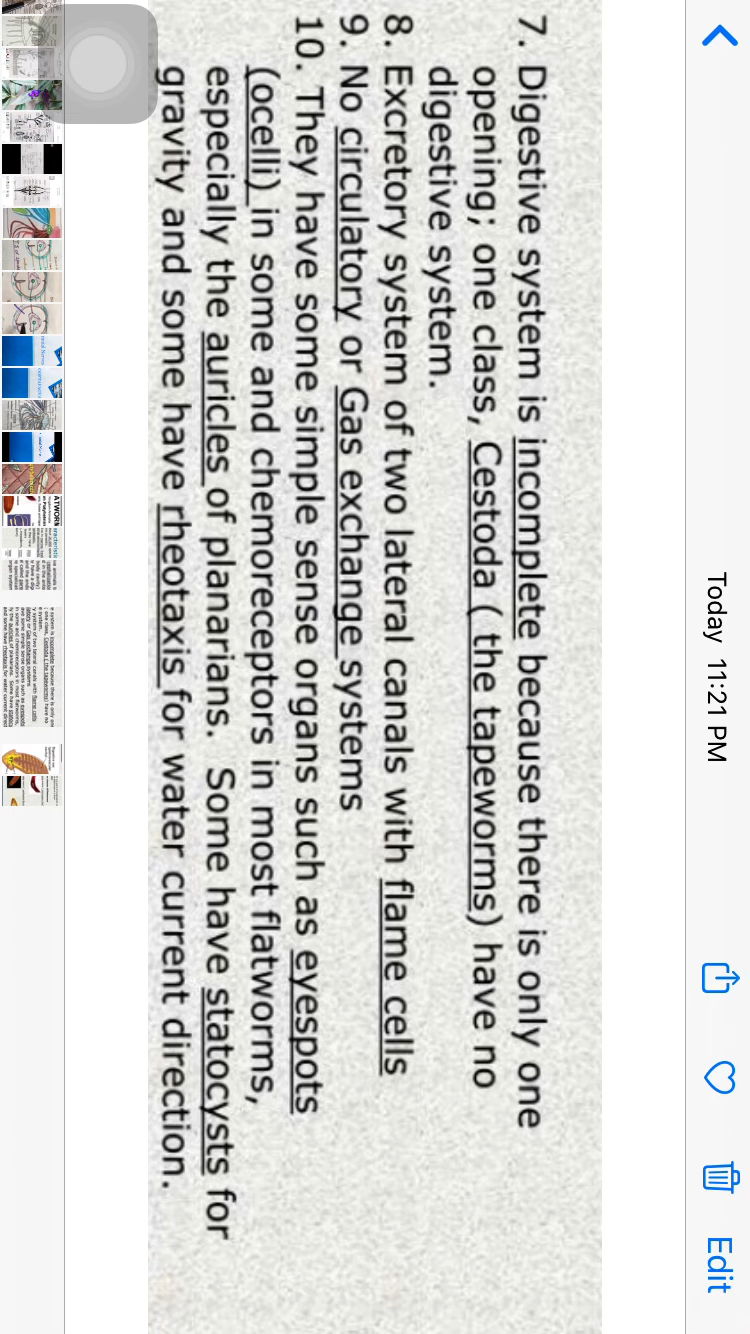 Today 11:21 PM
Edit
7. Digestive system is incomplete because there is only one
opening; one class, Cestoda ( the tapeworms) have no
digestive system.
8. Excretory system of two lateral canals with flame cells
9. No circulatory or Gas exchange systems
10. They have some simple sense organs such as eyespots
(ocelli) in some and chemoreceptors in most flatworms,
especially the auricles of planarians. Some have statocysts for
gravity and some have rheotaxis for water current direction.